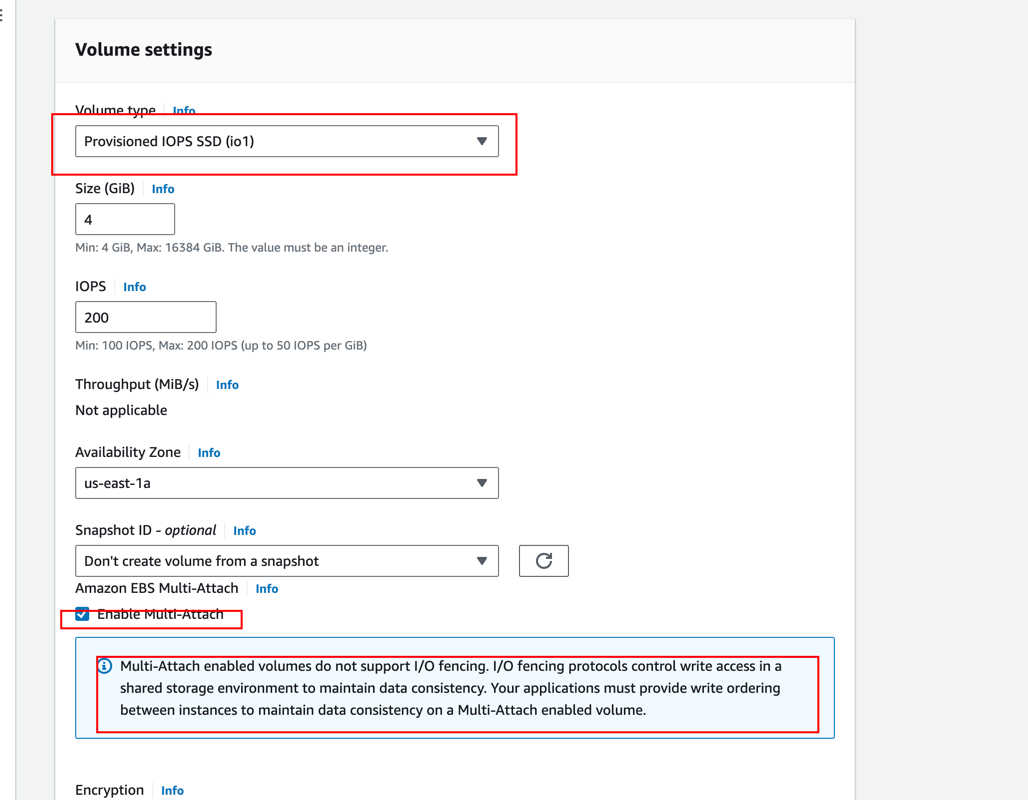 Volume settings
Volume type Info
Provisioned IOPS SSD (io1)
Size (GiB) Info
4
Min: 4 GiB, Max: 16384 GiB. The value must be an integer.
IOPS Info
200
Min: 100 IOPS, Max: 200 IOPS (up to 50 IOPS per GiB)
Throughput (MiB/s) Info
Not applicable
Availability Zone Info
us-east-1a
Snapshot ID - optional Info
Don't create volume from a snapshot
Amazon EBS Multi-Attach Info
Enable Multi-Attach
Multi-Attach enabled volumes do not support I/O fencing. I/O fencing protocols control write access in a
shared storage environment to maintain data consistency. Your applications must provide write ordering
between instances to maintain data consistency on a Multi-Attach enabled volume.
Encryption Info